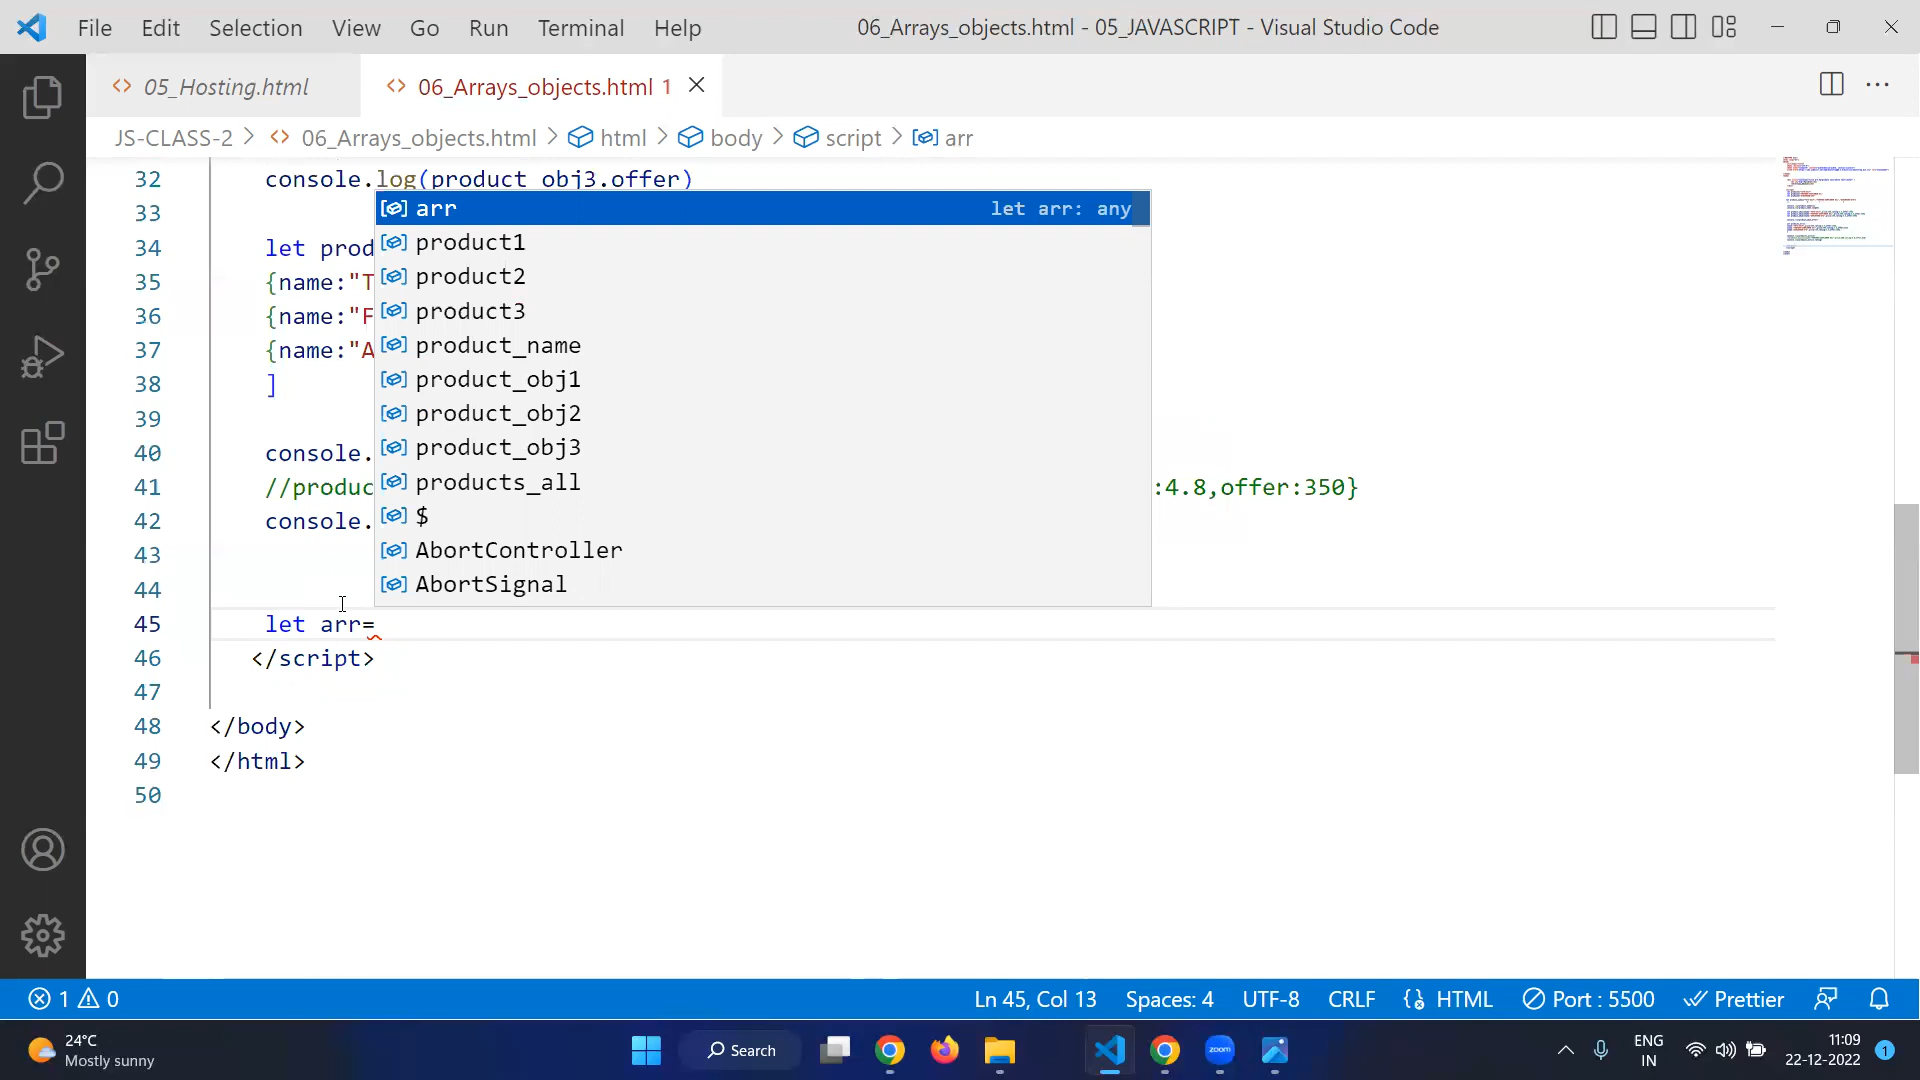 File Edit Selection View Go Run Terminal Help 06_Arrays_objects.html - 05_JAVASCRIPT - Visual Studio Code
05_Hosting.html 06_Arrays_objects.html 1
JS-CLASS-2 > 06_Arrays_objects.html > html > body > script > arr
32 console.log(product_obj3.offer)
33
34 let prod
35 {name:"T
36 {name:"F
37 {name:"A
38 ]
39
40 console.
41 //produc :4.8,offer:350}
42 console.
43
44
45 let arr=
46 </script>
47
48 </body>
49 </html>
50
arr let arr: any
product1
product2
product3
product_name
product_obj1
product_obj2
product_obj3
products_all
$
AbortController
AbortSignal
1 0 Ln 45, Col 13 Spaces: 4 UTF-8 CRLF HTML Port : 5500 Prettier
24°C
Mostly sunny
Search
zoom
ENG
IN
11:09
22-12-2022
1